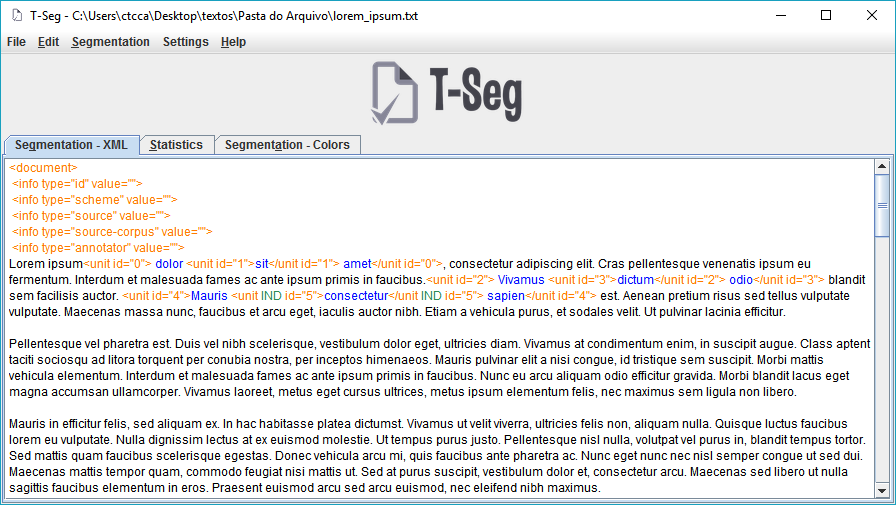 T-Seg - C:\Users\ctcca\Desktop\textos\Pasta do Arquivo\lorem_ipsum.txt
File Edit Segmentation Settings Help
T-Seg
Segmentation - XML Statistics Segmentation - Colors
<document>
<info type="id" value="">
<info type="scheme" value="">
<info type="source" value="">
<info type="source-corpus" value="">
<info type="annotator" value="">
Lorem ipsum<unit id="0"> dolor <unit id="1">sit</unit id="1"> amet</unit id="0">, consectetur adipiscing elit. Cras pellentesque venenatis ipsum eu
fermentum. Interdum et malesuada fames ac ante ipsum primis in faucibus.<unit id="2"> Vivamus <unit id="3">dictum</unit id="2"> odio</unit id="3"> blandit
sem facilisis auctor. <unit id="4">Mauris <unit IND id="5">consectetur</unit IND id="5"> sapien</unit id="4"> est. Aenean pretium risus sed tellus vulputate
vulputate. Maecenas massa nunc, faucibus et arcu eget, iaculis auctor nibh. Etiam a vehicula purus, et sodales velit. Ut pulvinar lacinia efficitur.
Pellentesque vel pharetra est. Duis vel nibh scelerisque, vestibulum dolor eget, ultricies diam. Vivamus at condimentum enim, in suscipit augue. Class aptent
taciti sociosqu ad litora torquent per conubia nostra, per inceptos himenaeos. Mauris pulvinar elit a nisi congue, id tristique sem suscipit. Morbi mattis
vehicula elementum. Interdum et malesuada fames ac ante ipsum primis in faucibus. Nunc eu arcu aliquam odio efficitur gravida. Morbi blandit lacus eget
magna accumsan ullamcorper. Vivamus laoreet, metus eget cursus ultrices, metus ipsum elementum felis, nec maximus sem ligula non libero.
Mauris in efficitur felis, sed aliquam ex. In hac habitasse platea dictumst. Vivamus ut velit viverra, ultricies felis non, aliquam nulla. Quisque luctus faucibus
lorem eu vulputate. Nulla dignissim lectus at ex euismod molestie. Ut tempus purus justo. Pellentesque nisl nulla, volutpat vel purus in, blandit tempus tortor.
Sed mattis quam faucibus scelerisque egestas. Donec vehicula arcu mi, quis faucibus ante pharetra ac. Nunc eget nunc nec nisl semper congue ut sed dui.
Maecenas mattis tempor quam, commodo feugiat nisi mattis ut. Sed at purus suscipit, vestibulum dolor et, consectetur arcu. Maecenas sed libero ut nulla
sagittis faucibus elementum in eros. Praesent euismod arcu sed arcu euismod, nec eleifend nibh maximus.